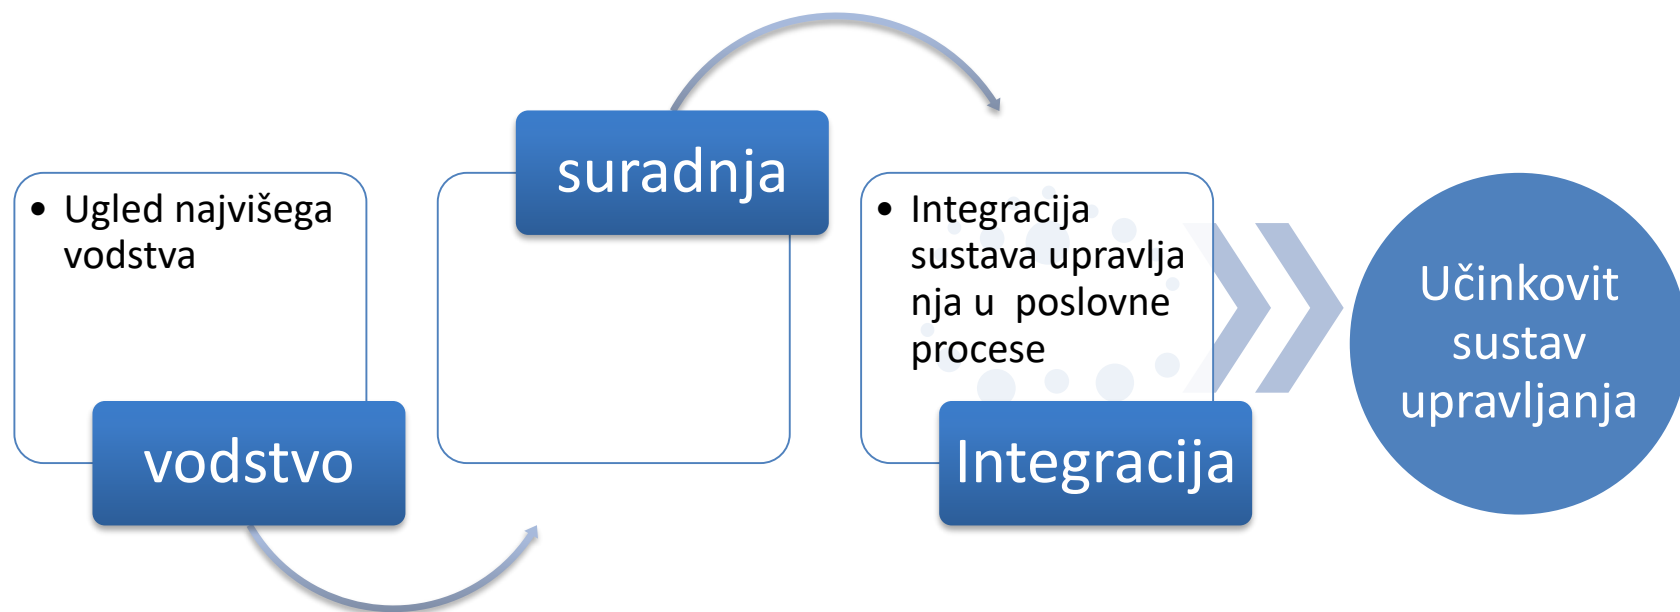 • Ugled najvišega
vodstva
vodstvo
suradnja
• Integracija
sustava upravlja
nja u  poslovne
procese
Integracija
Učinkovit
sustav
upravljanja